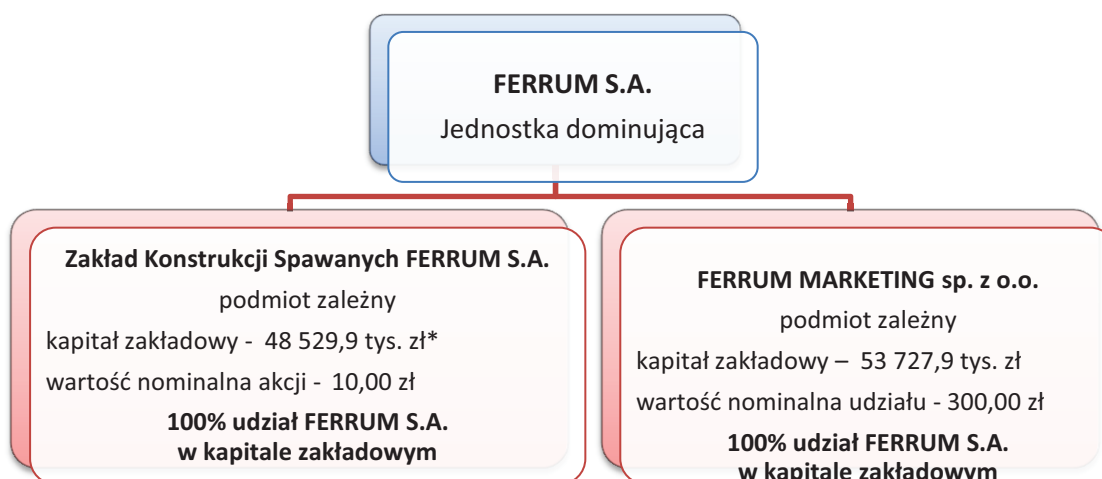 FERRUM S.A.
Jednostka dominująca
Zakład Konstrukcji Spawanych FERRUM S.A.
podmiot zależny
kapitał zakładowy - 48 529,9 tys. zł*
wartość nominalna akcji - 10,00 zł
100% udział FERRUM S.A.
w kapitale zakładowym
FERRUM MARKETING sp. z o.o.
podmiot zależny
kapitał zakładowy – 53 727,9 tys. zł
wartość nominalna udziału - 300,00 zł
100% udział FERRUM S.A.
w kapitale zakładowym